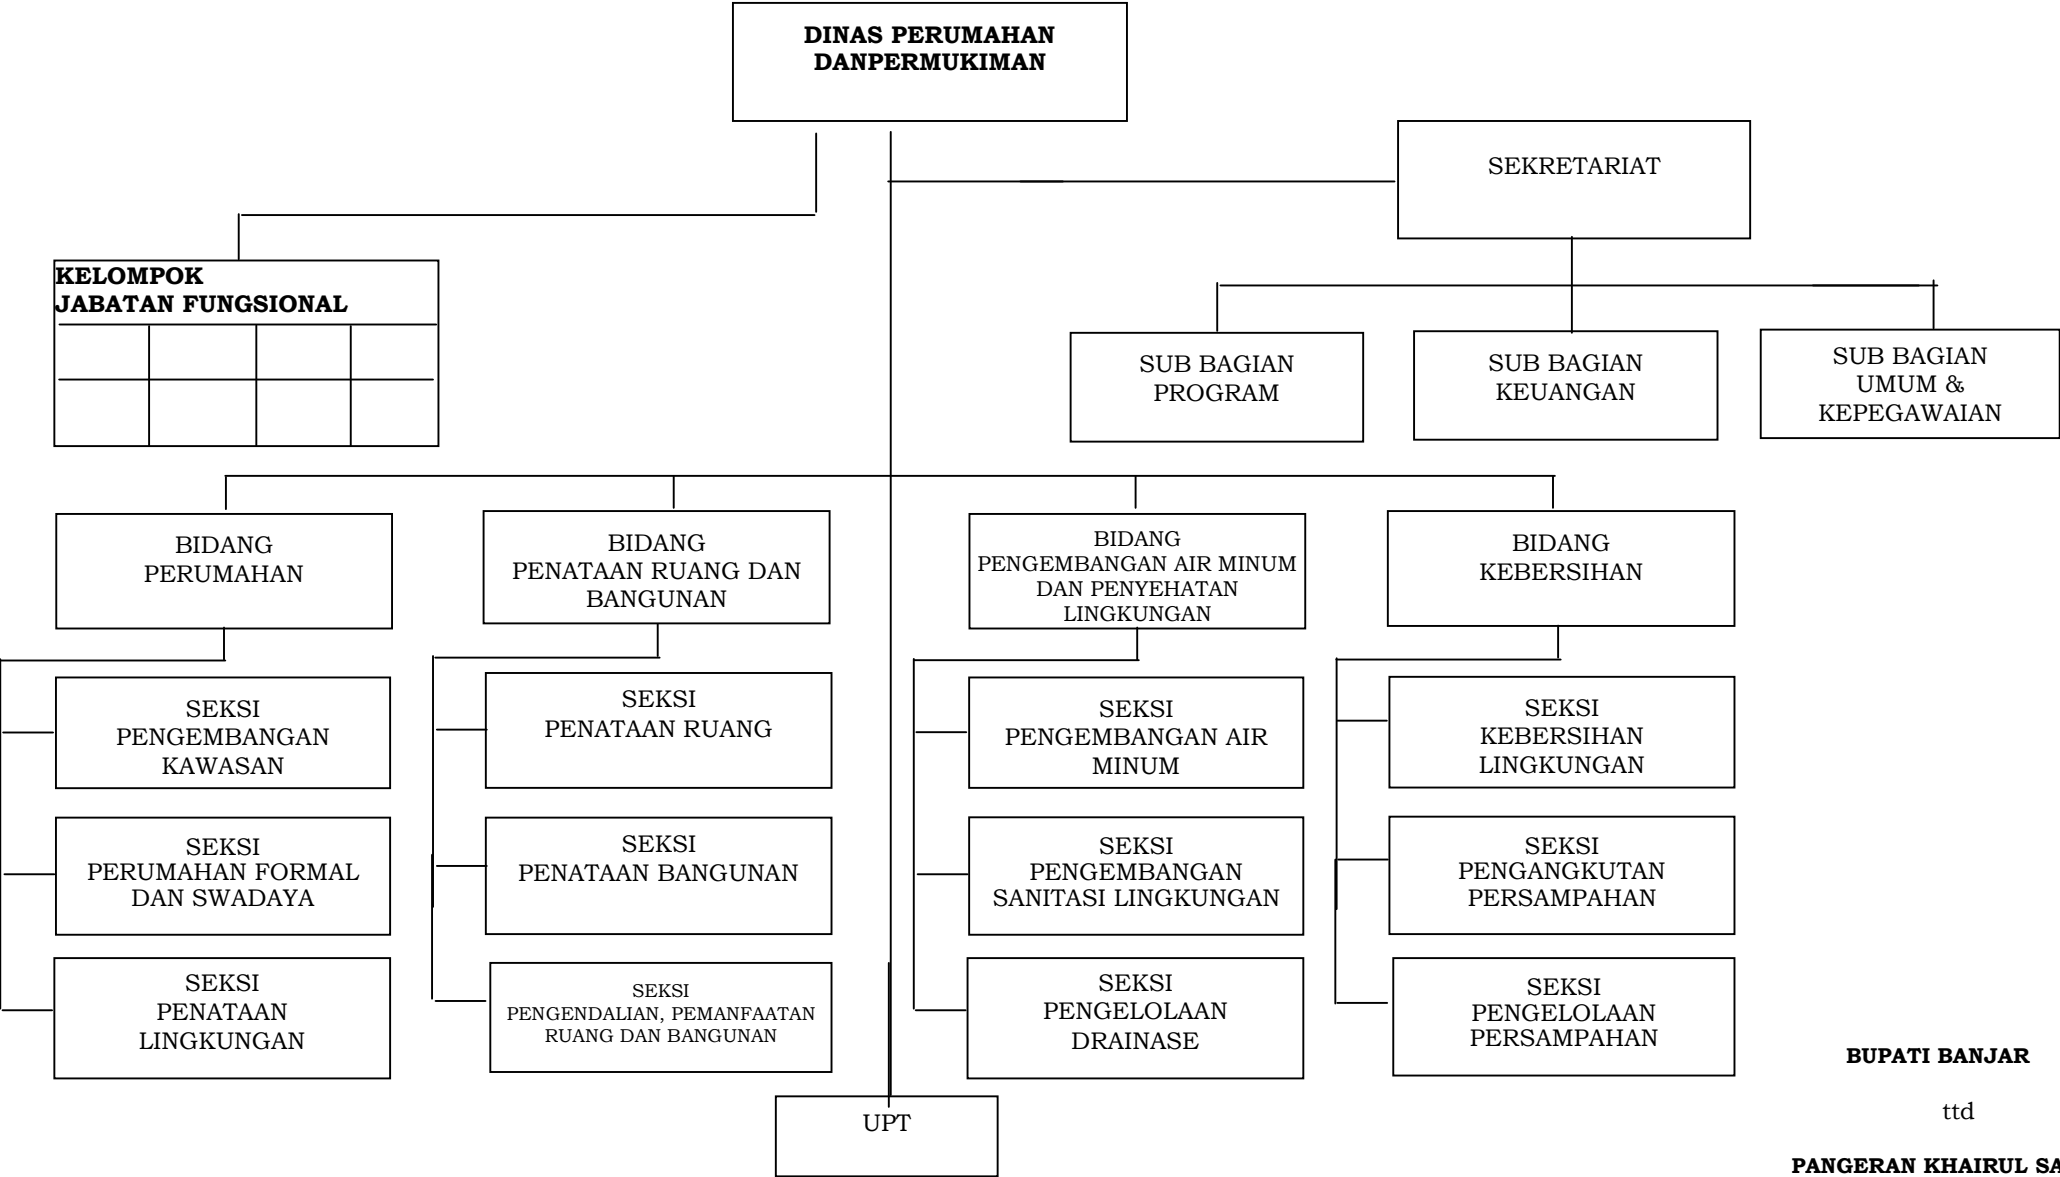 DINAS PERUMAHAN
DANPERMUKIMAN
SEKRETARIAT
KELOMPOK
JABATAN FUNGSIONAL
SUB BAGIAN
PROGRAM
SUB BAGIAN
KEUANGAN
SUB BAGIAN
UMUM &
KEPEGAWAIAN
BIDANG
PERUMAHAN
BIDANG
PENATAAN RUANG DAN
BANGUNAN
BIDANG
PENGEMBANGAN AIR MINUM
DAN PENYEHATAN
LINGKUNGAN
BIDANG
KEBERSIHAN
SEKSI
PENGEMBANGAN
KAWASAN
SEKSI
PENATAAN RUANG
SEKSI
PENGEMBANGAN AIR
MINUM
SEKSI
KEBERSIHAN
LINGKUNGAN
SEKSI
PERUMAHAN FORMAL
DAN SWADAYA
SEKSI
PENATAAN BANGUNAN
SEKSI
PENGEMBANGAN
SANITASI LINGKUNGAN
SEKSI
PENGANGKUTAN
PERSAMPAHAN
SEKSI
PENATAAN
LINGKUNGAN
SEKSI
PENGENDALIAN, PEMANFAATAN
RUANG DAN BANGUNAN
SEKSI
PENGELOLAAN
DRAINASE
SEKSI
PENGELOLAAN
PERSAMPAHAN
UPT
BUPATI BANJAR
ttd
PANGERAN KHAIRUL